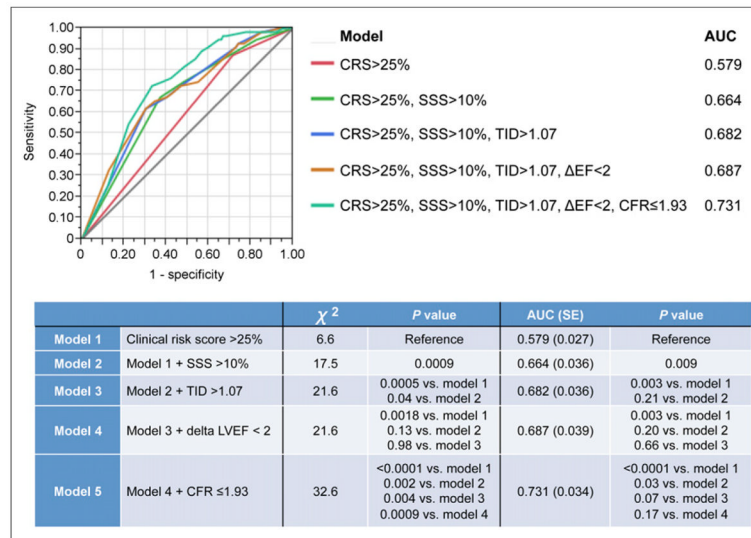 Model AUC
CRS>25% 0.579
CRS>25%, SSS>10% 0.664
CRS>25%, SSS>10%, TID>1.07 0.682
CRS>25%, SSS>10%, TID>1.07, ΔEF<2 0.687
CRS>25%, SSS>10%, TID>1.07, ΔEF<2, CFR≤1.93 0.731
Sensitivity
1.00
0.90
0.80
0.70
0.60
0.50
0.40
0.30
0.20
0.10
0
0 0.20 0.40 0.60 0.80 1.00
1 - specificity
χ 2 P value AUC (SE) P value
Model 1 Clinical risk score >25% 6.6 Reference 0.579 (0.027) Reference
Model 2 Model 1 + SSS >10% 17.5 0.0009 0.664 (0.036) 0.009
Model 3 Model 2 + TID >1.07 21.6 0.0005 vs. model 1 0.682 (0.036) 0.003 vs. model 1
0.04 vs. model 2 0.21 vs. model 2
Model 4 Model 3 + delta LVEF < 2 21.6 0.0018 vs. model 1 0.687 (0.039) 0.003 vs. model 1
0.13 vs. model 2 0.20 vs. model 2
0.98 vs. model 3 0.66 vs. model 3
Model 5 Model 4 + CFR ≤1.93 32.6 <0.0001 vs. model 1 0.731 (0.034) <0.0001 vs. model 1
0.002 vs. model 2 0.03 vs. model 2
0.004 vs. model 3 0.07 vs. model 3
0.0009 vs. model 4 0.17 vs. model 4